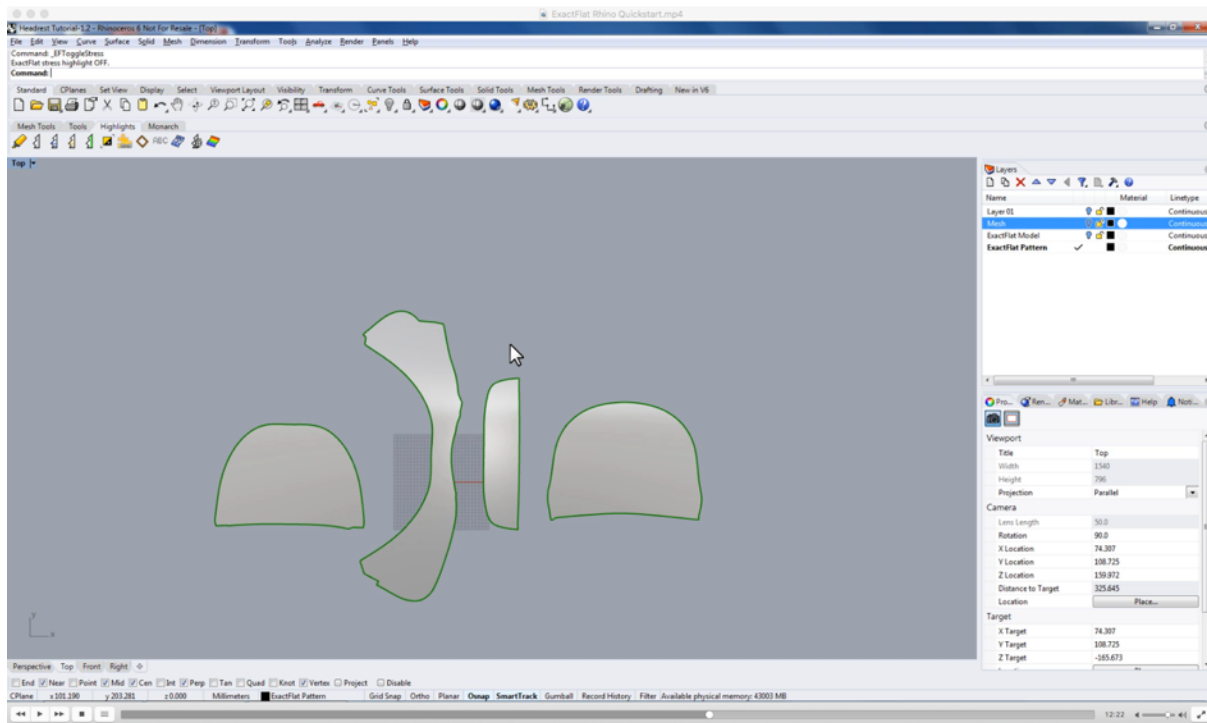 ExactFlat Rhino Quickstart.mp4
Headrest Tutorial-1.2 - Rhinoceros 6 Not For Resale - [Top]
File Edit View Curve Surface Solid Mesh Dimension Transform Tools Analyze Render Panels Help
Command: _EFToggleStress
ExactFlat stress highlight OFF.
Command:
Standard CPlanes Set View Display Select Viewport Layout Visibility Transform Curve Tools Surface Tools Solid Tools Mesh Tools Render Tools Drafting New in V6
Mesh Tools Tools Highlights Monarch
ABC
Top
Layers
Name Material Linetype
Layer 01 Continuous
Mesh Continuous
ExactFlat Model Continuous
ExactFlat Pattern Continuous
Pro... Ren... Mat... Libr... Help Noti...
Viewport
Title Top
Width 1540
Height 796
Projection Parallel
Camera
Lens Length 50.0
Rotation 90.0
X Location 74.307
Y Location 108.725
Z Location 159.972
Distance to Target 325.645
Location Place...
Target
X Target 74.307
Y Target 108.725
Z Target -165.673
y
x
Perspective Top Front Right
End Near Point Mid Cen Int Perp Tan Quad Knot Vertex Project Disable
CPlane x 101.190 y 203.281 z 0.000 Millimeters ExactFlat Pattern Grid Snap Ortho Planar Osnap SmartTrack Gumball Record History Filter Available physical memory: 43003 MB
12:22